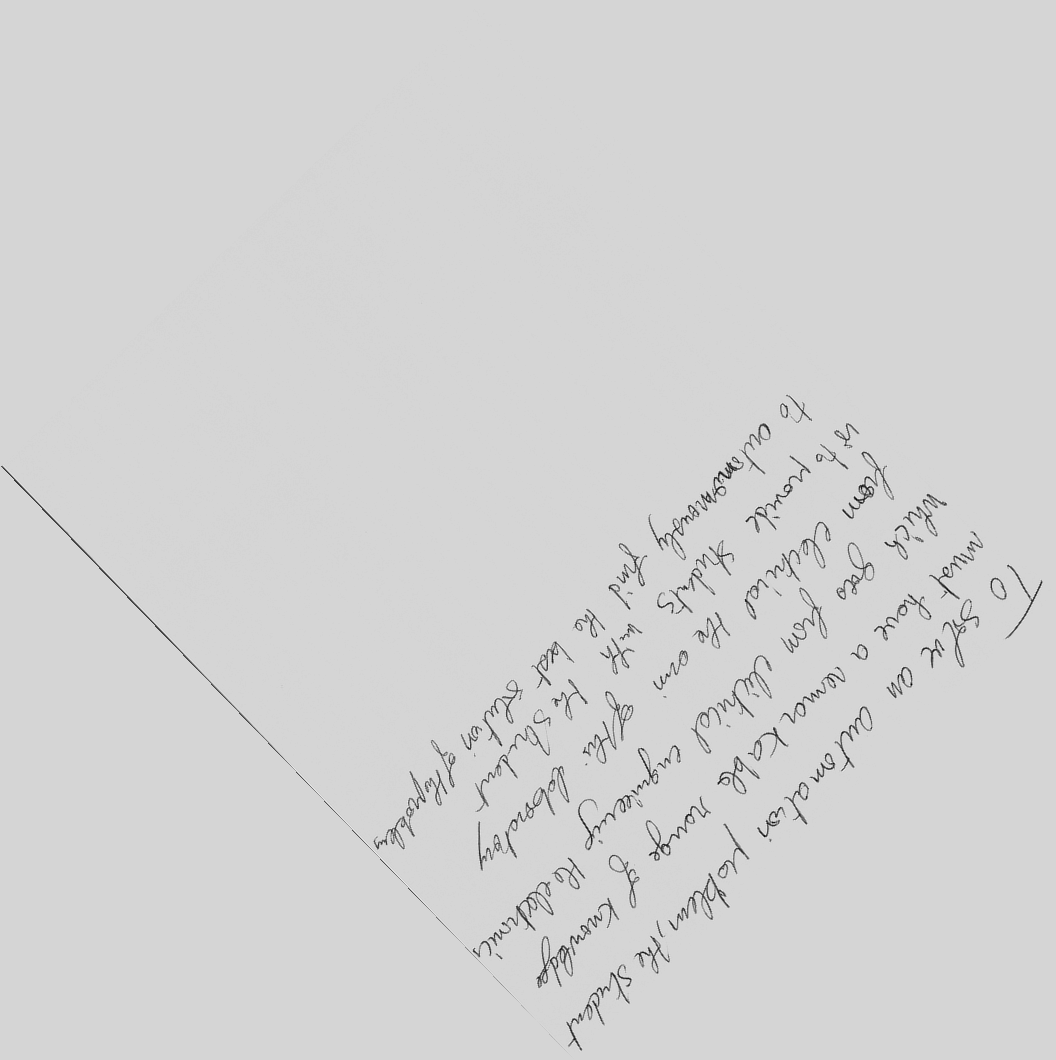 To solve an automation problem, the student
must have a remarkable range of knowledge
which goes from eletrical engineering the electronics
from electrical the aim of this laboratory
is to provide students with the student
to autonomously find the best solution of the problem